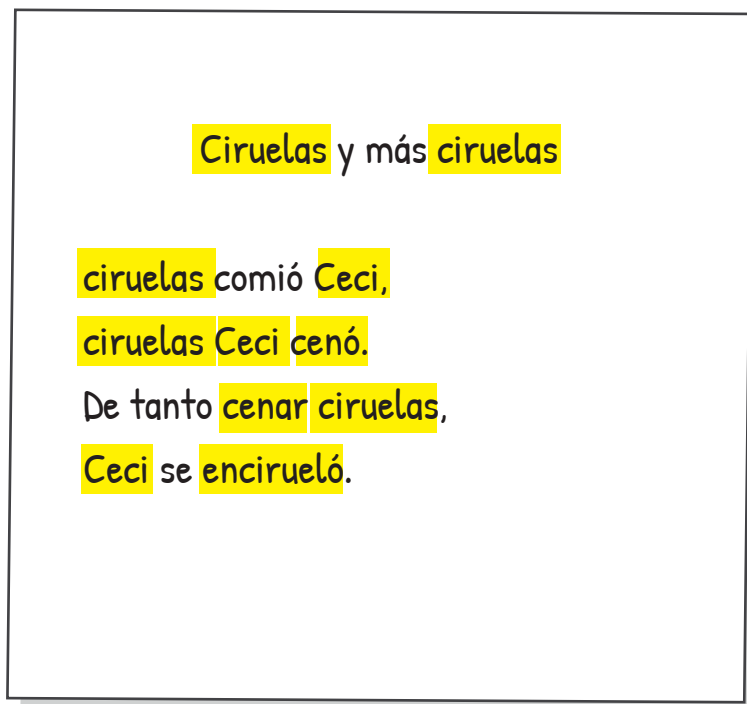 Ciruelas y más ciruelas
ciruelas comió Ceci,
ciruelas Ceci cenó.
De tanto cenar ciruelas,
Ceci se encirueló.